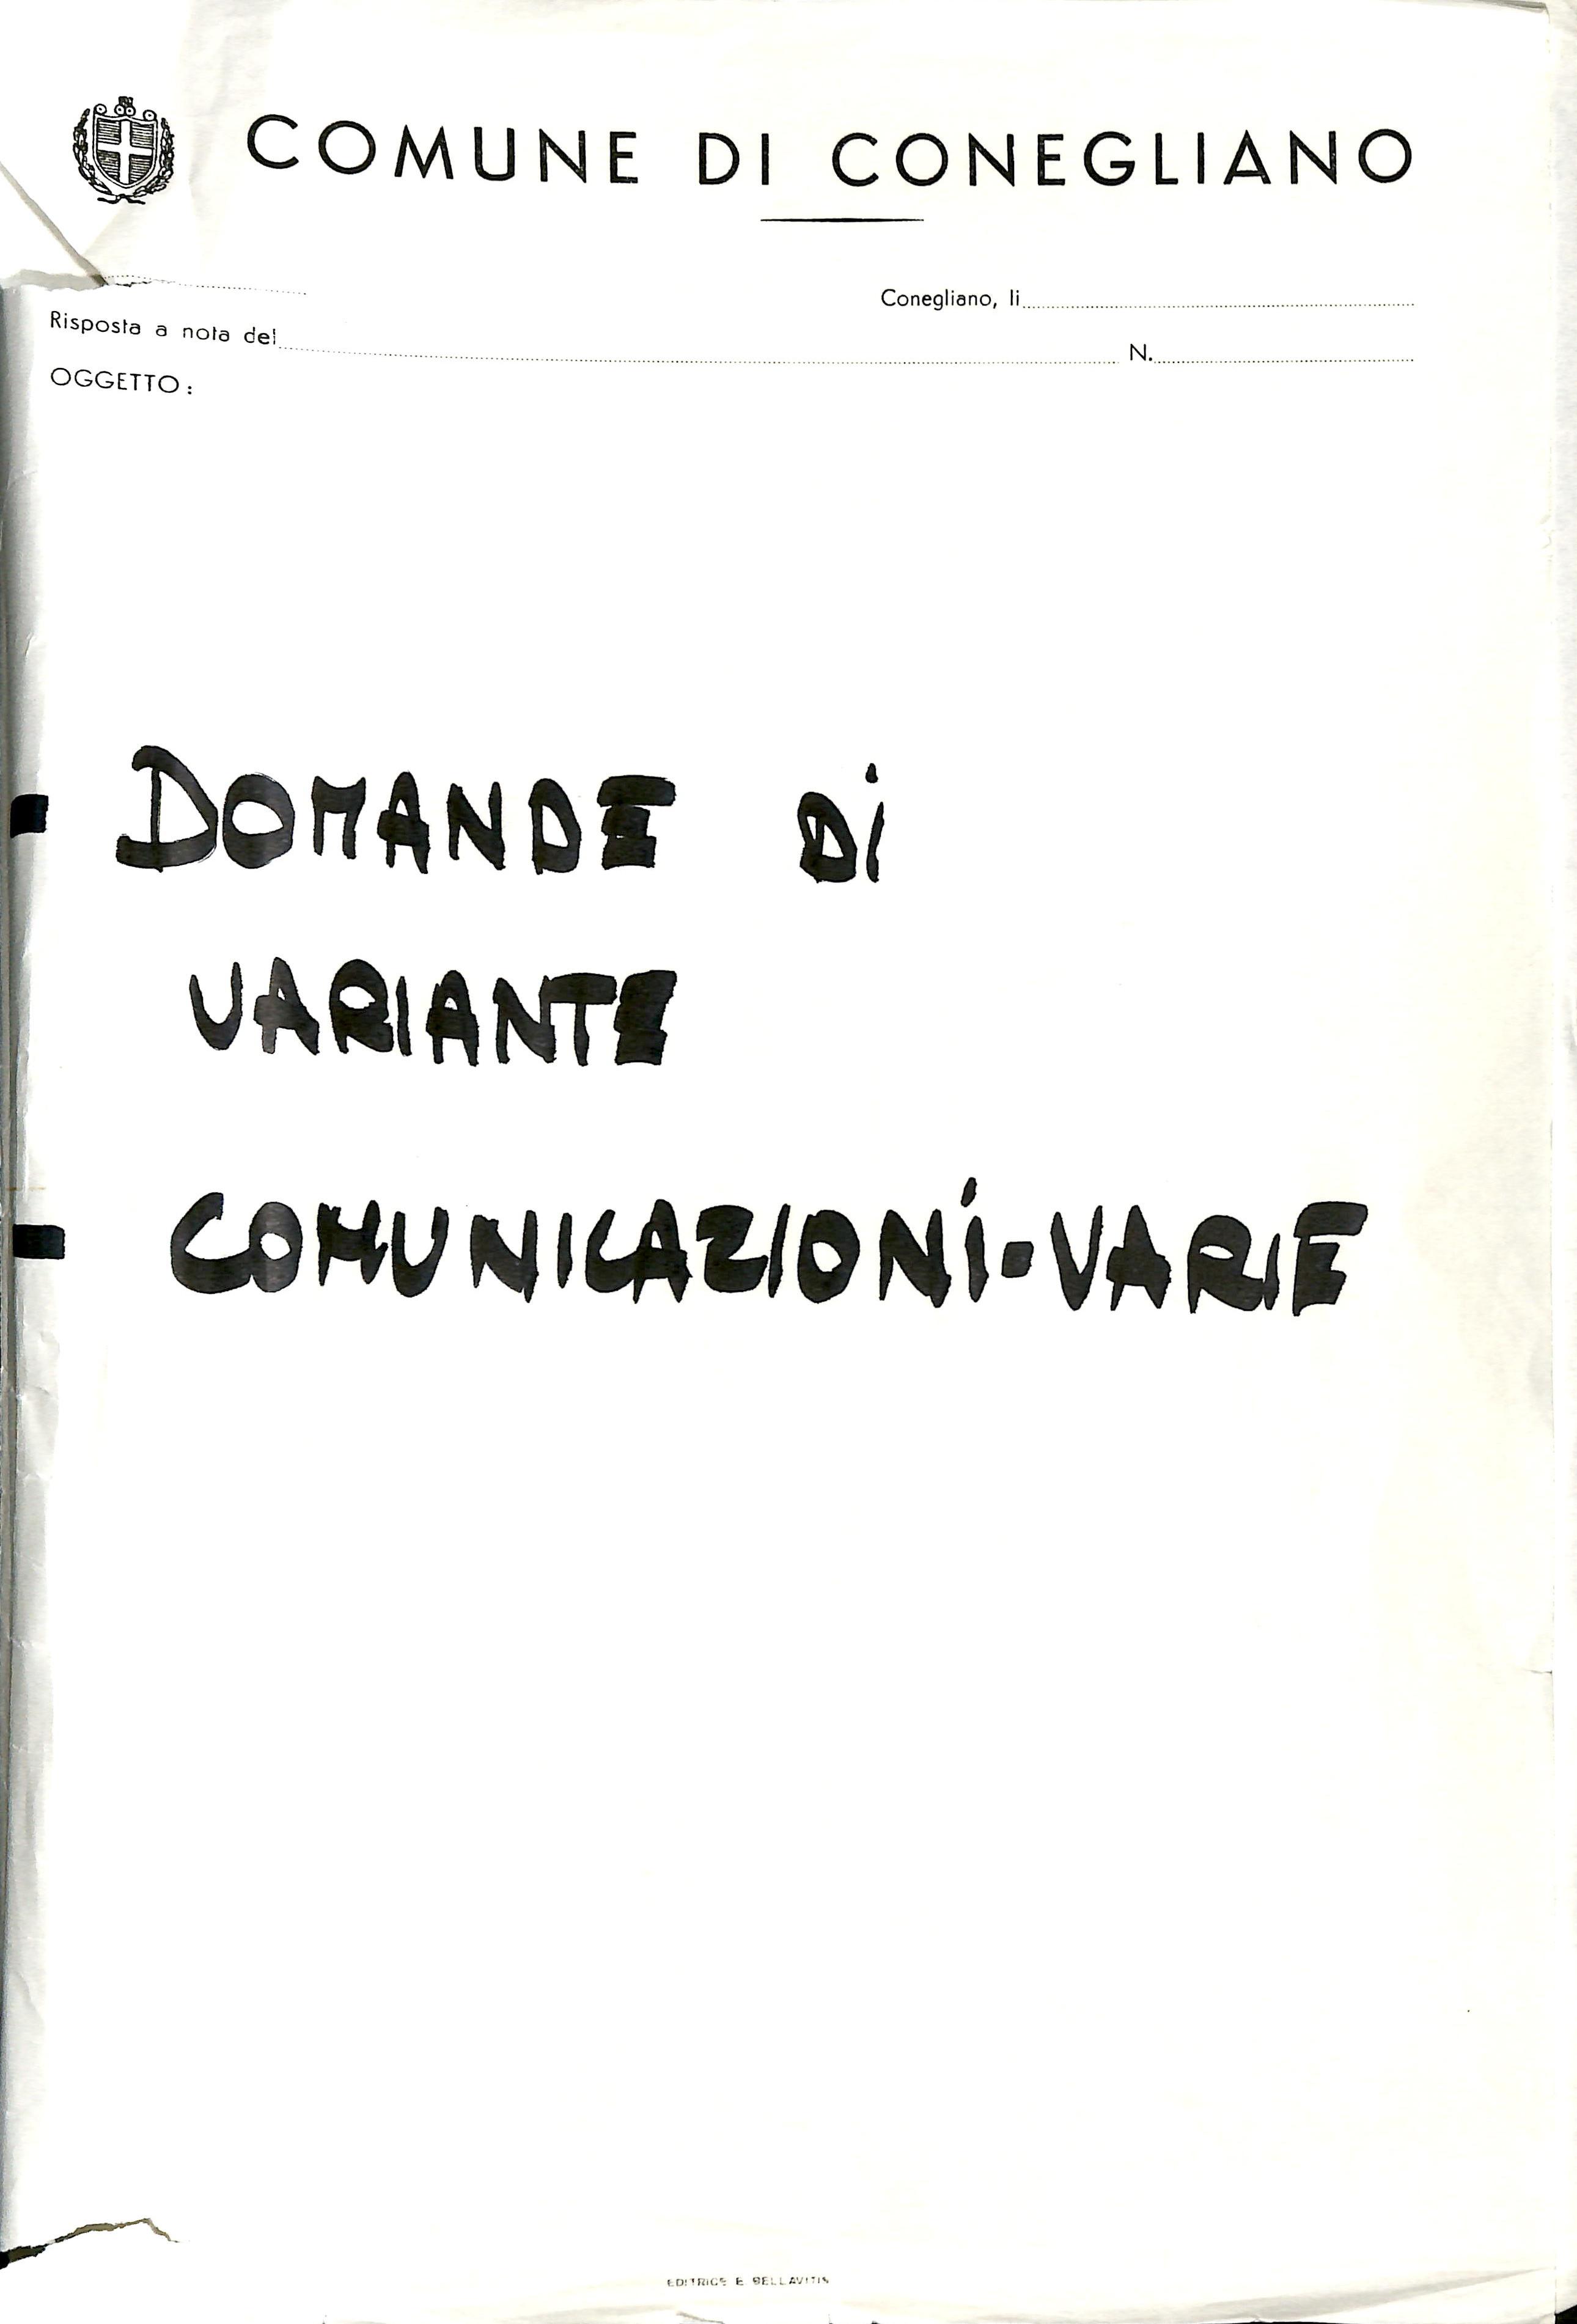 COMUNE DI CONEGLIANO
Conegliano, li
Risposta a nota del N.
OGGETTO:
DOMANDE Di
VARIANTE
COMUNICAZIONi-VARIE
EDITRICE E BELLAVITIS